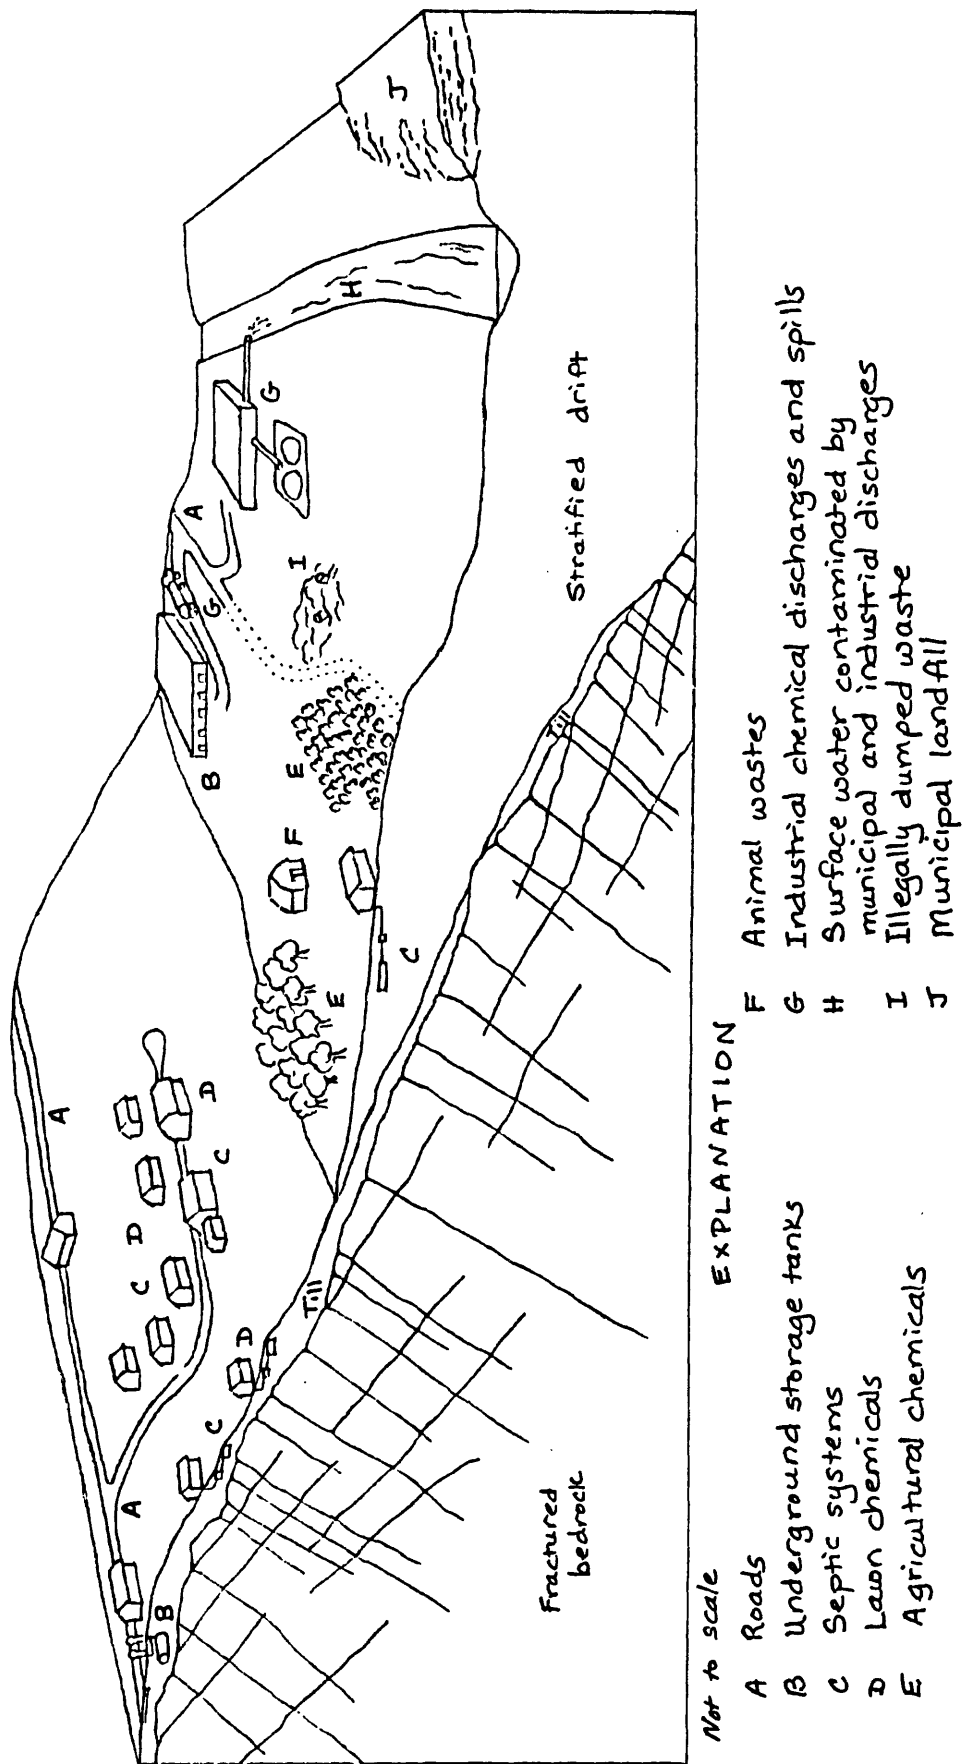 A
A
D
C
B
A
D
G
B
C
C
D
G
F
E
I
Till
E
H
J
C
Till
Stratified drift
Fractured
bedrock
Not to scale
EXPLANATION
A Roads
B Underground storage tanks
C Septic systems
D Lawn chemicals
E Agricultural chemicals
F Animal wastes
G Industrial chemical discharges and spills
H Surface water contaminated by
municipal and industrial discharges
I Illegally dumped waste
J Municipal landfill